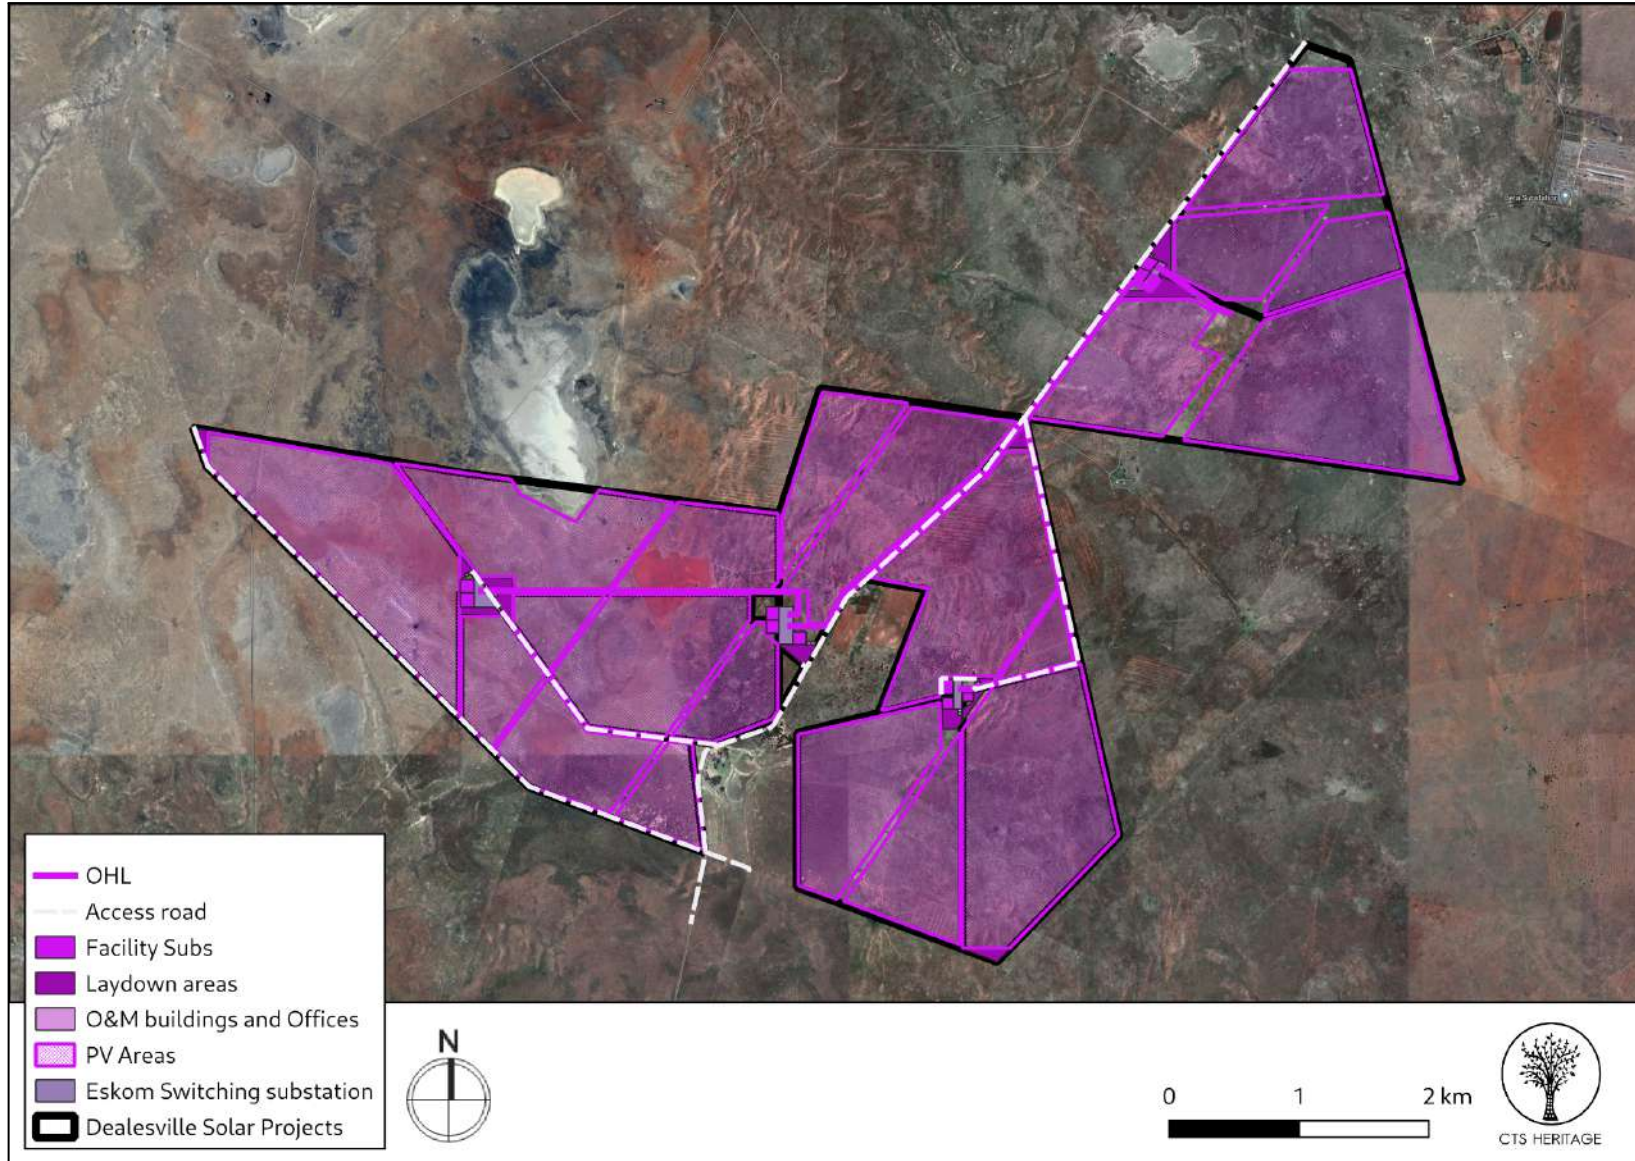 OHL
Access road
Facility Subs
Laydown areas
O&M buildings and Offices
PV Areas
Eskom Switching substation
Dealesville Solar Projects
N
0 1 2 km
CTS HERITAGE